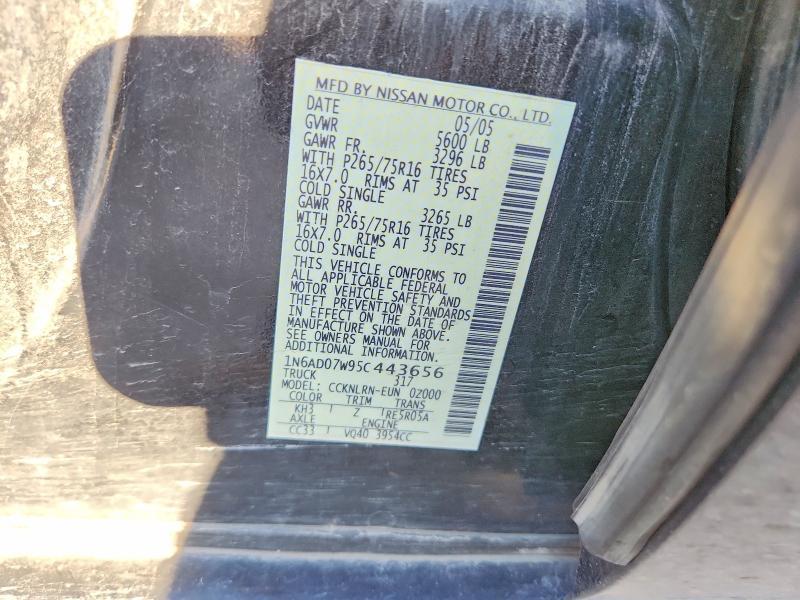 MFD BY NISSAN MOTOR CO., LTD.
DATE 05/05
GVWR 5600 LB
GAWR FR. 3296 LB
WITH P265/75R16 TIRES
16X7.0 RIMS AT 35 PSI
COLD SINGLE
GAWR RR. 3265 LB
WITH P265/75R16 TIRES
16X7.0 RIMS AT 35 PSI
COLD SINGLE
THIS VEHICLE CONFORMS TO
ALL APPLICABLE FEDERAL
MOTOR VEHICLE SAFETY AND
THEFT PREVENTION STANDARDS
IN EFFECT ON THE DATE OF
MANUFACTURE SHOWN ABOVE.
SEE OWNERS MANUAL FOR
ADDITIONAL INFORMATION.
1N6AD07W95C443656
TRUCK 317
MODEL: CCKNLRN-EUN 0Z000
COLOR TRIM TRANS
KH3 Z RE5R05A
AXLE ENGINE
CC33 VQ40 3954CC